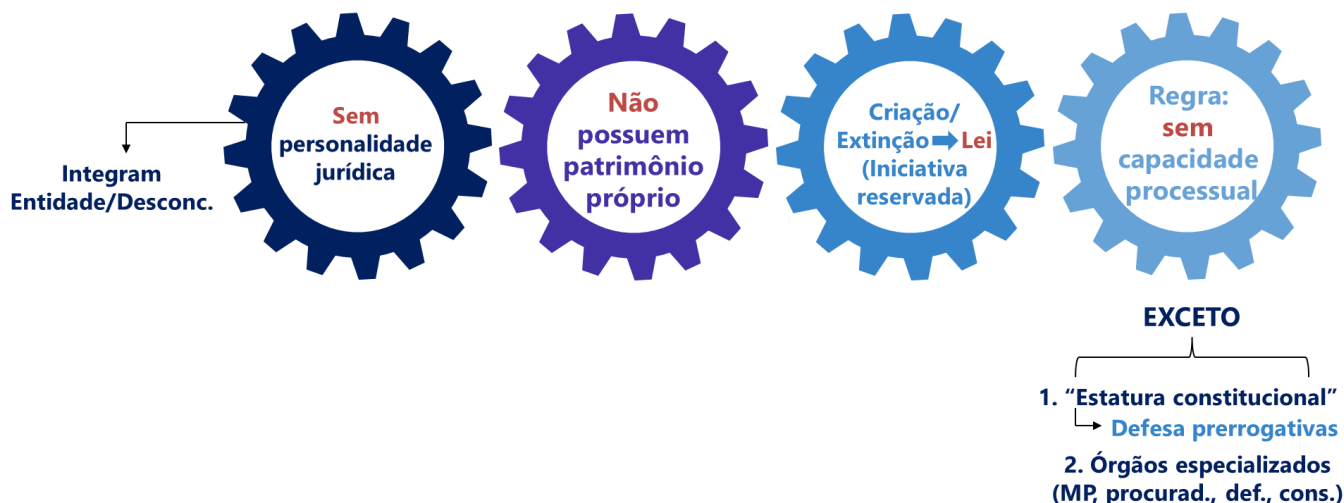 Integram
Entidade/Desconc.
Sem
personalidade
jurídica
Não
possuem
patrimônio
próprio
Criação/
Extinção Lei
(Iniciativa
reservada)
Regra:
sem
capacidade
processual
EXCETO
1. “Estatura constitucional”
Defesa prerrogativas
2. Órgãos especializados
(MP, procurad., def., cons.)